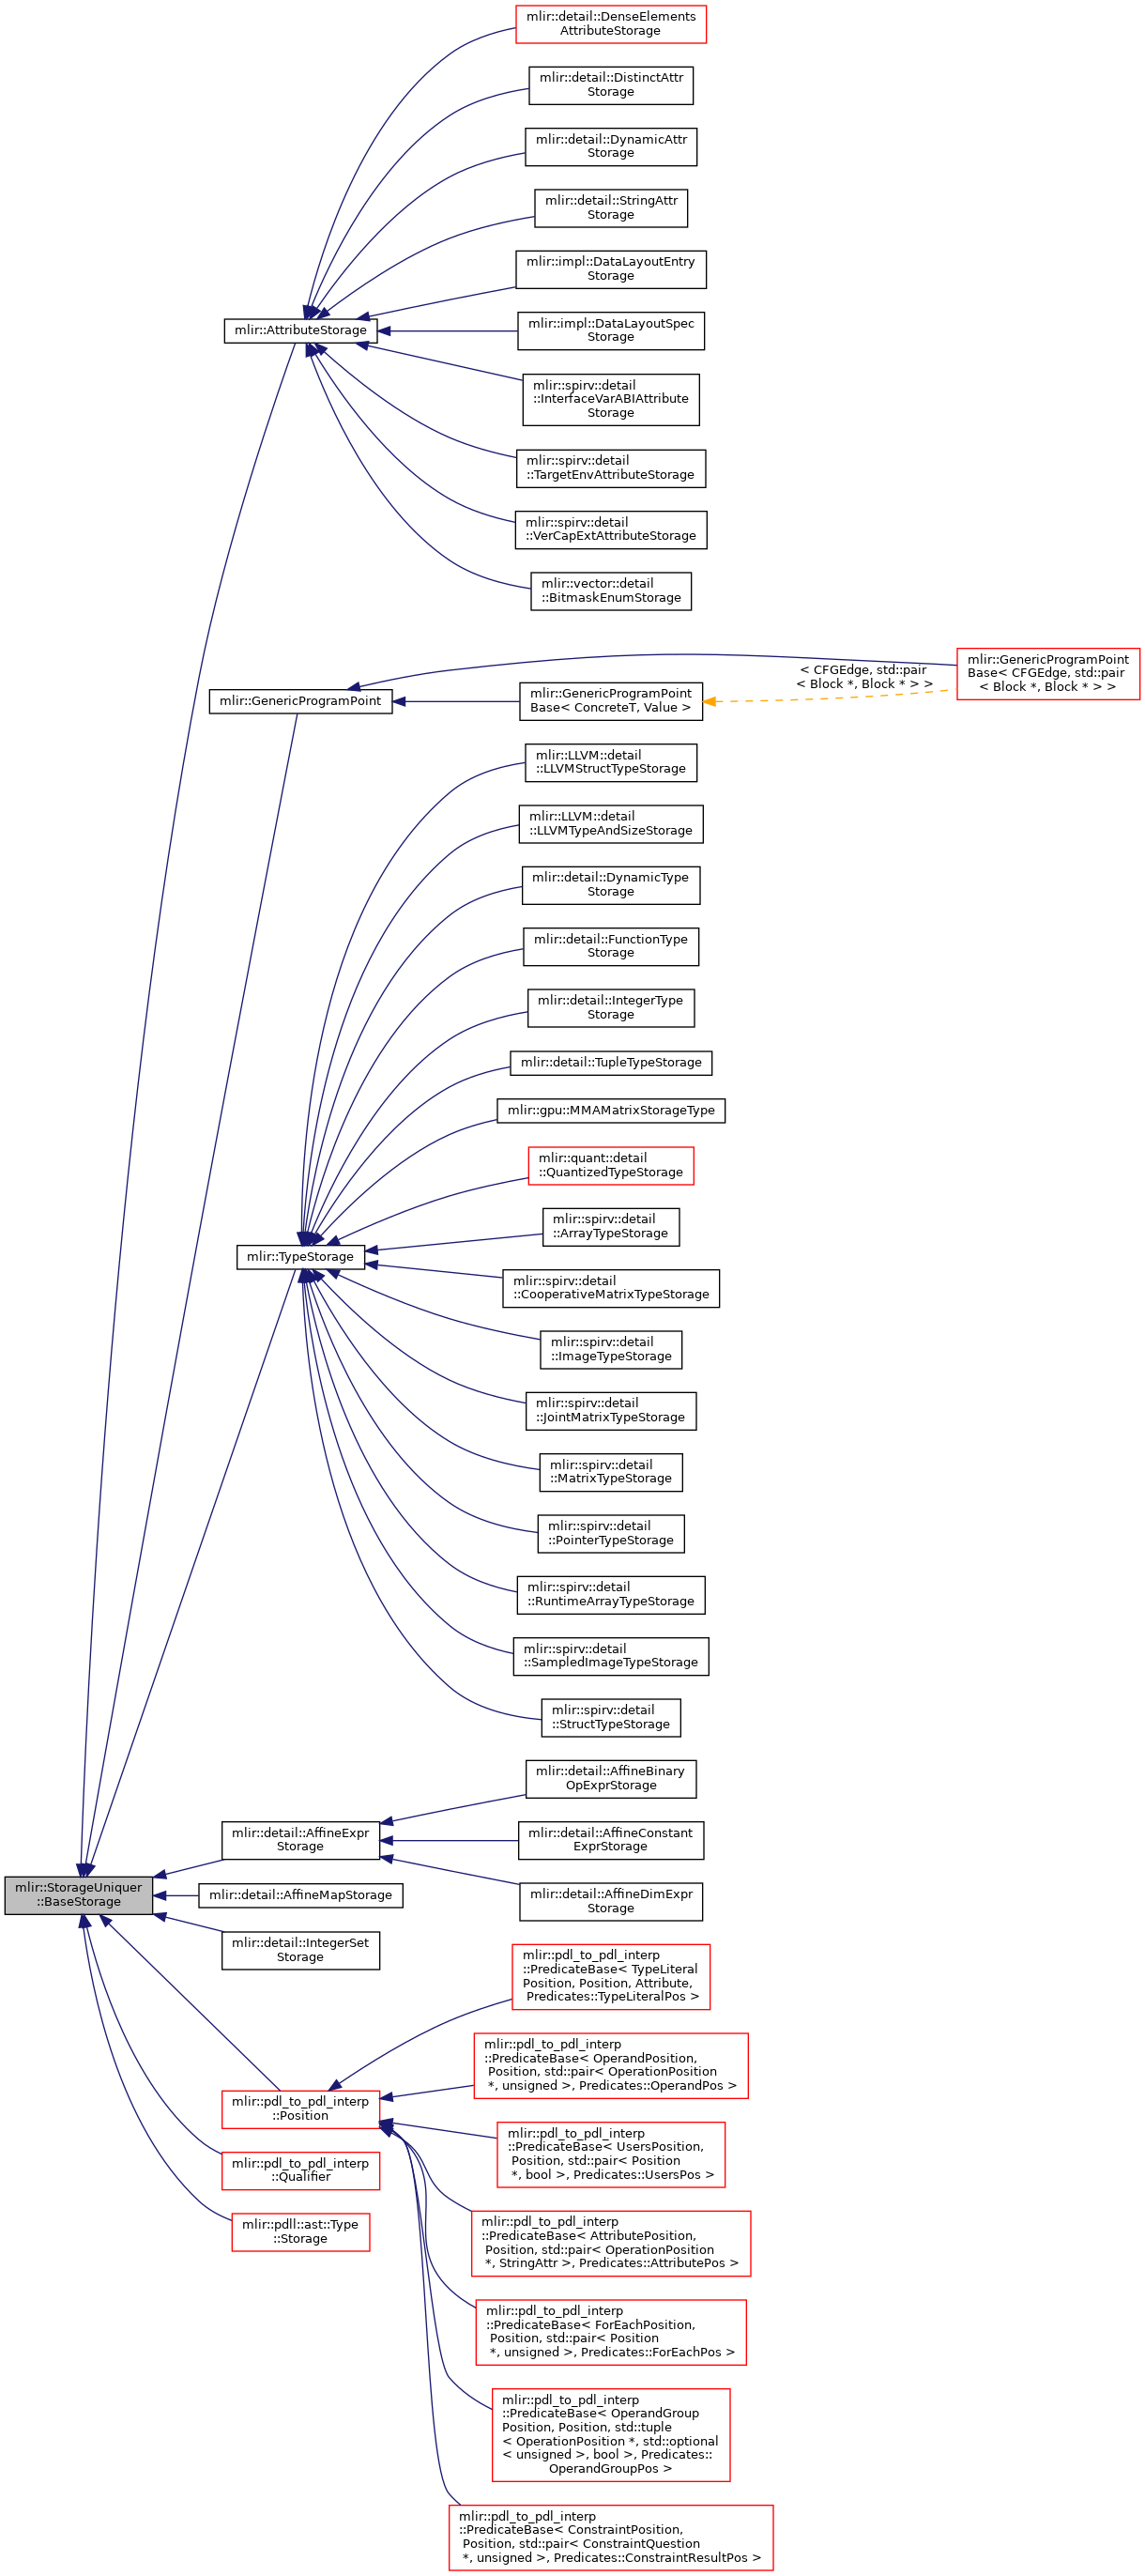 mlir::detail::DenseElements
AttributeStorage
mlir::detail::DistinctAttr
Storage
mlir::detail::DynamicAttr
Storage
mlir::detail::StringAttr
Storage
mlir::impl::DataLayoutEntry
Storage
mlir::AttributeStorage
mlir::impl::DataLayoutSpec
Storage
mlir::spirv::detail
::InterfaceVarABIAttribute
Storage
mlir::spirv::detail
::TargetEnvAttributeStorage
mlir::spirv::detail
::VerCapExtAttributeStorage
mlir::vector::detail
::BitmaskEnumStorage
mlir::GenericProgramPoint
mlir::GenericProgramPoint
Base< ConcreteT, Value >
< CFGEdge, std::pair
< Block *, Block * > >
mlir::GenericProgramPoint
Base< CFGEdge, std::pair
< Block *, Block * > >
mlir::LLVM::detail
::LLVMStructTypeStorage
mlir::LLVM::detail
::LLVMTypeAndSizeStorage
mlir::detail::DynamicType
Storage
mlir::detail::FunctionType
Storage
mlir::detail::IntegerType
Storage
mlir::detail::TupleTypeStorage
mlir::gpu::MMAMatrixStorageType
mlir::quant::detail
::QuantizedTypeStorage
mlir::spirv::detail
::ArrayTypeStorage
mlir::TypeStorage
mlir::spirv::detail
::CooperativeMatrixTypeStorage
mlir::spirv::detail
::ImageTypeStorage
mlir::spirv::detail
::JointMatrixTypeStorage
mlir::spirv::detail
::MatrixTypeStorage
mlir::spirv::detail
::PointerTypeStorage
mlir::spirv::detail
::RuntimeArrayTypeStorage
mlir::spirv::detail
::SampledImageTypeStorage
mlir::spirv::detail
::StructTypeStorage
mlir::detail::AffineBinary
OpExprStorage
mlir::detail::AffineExpr
Storage
mlir::detail::AffineConstant
ExprStorage
mlir::StorageUniquer
::BaseStorage
mlir::detail::AffineMapStorage
mlir::detail::AffineDimExpr
Storage
mlir::detail::IntegerSet
Storage
mlir::pdl_to_pdl_interp
::PredicateBase< TypeLiteral
Position, Position, Attribute,
Predicates::TypeLiteralPos >
mlir::pdl_to_pdl_interp
::PredicateBase< OperandPosition,
Position, std::pair< OperationPosition
*, unsigned >, Predicates::OperandPos >
mlir::pdl_to_pdl_interp
::Position
mlir::pdl_to_pdl_interp
::PredicateBase< UsersPosition,
Position, std::pair< Position
*, bool >, Predicates::UsersPos >
mlir::pdl_to_pdl_interp
::Qualifier
mlir::pdll::ast::Type
::Storage
mlir::pdl_to_pdl_interp
::PredicateBase< AttributePosition,
Position, std::pair< OperationPosition
*, StringAttr >, Predicates::AttributePos >
mlir::pdl_to_pdl_interp
::PredicateBase< ForEachPosition,
Position, std::pair< Position
*, unsigned >, Predicates::ForEachPos >
mlir::pdl_to_pdl_interp
::PredicateBase< OperandGroup
Position, Position, std::tuple
< OperationPosition *, std::optional
< unsigned >, bool >, Predicates::
OperandGroupPos >
mlir::pdl_to_pdl_interp
::PredicateBase< ConstraintPosition,
Position, std::pair< ConstraintQuestion
*, unsigned >, Predicates::ConstraintResultPos >